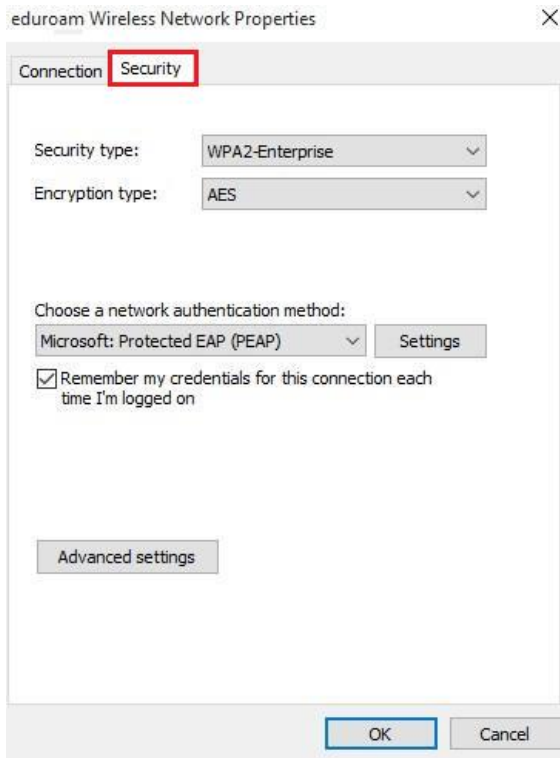 eduroam Wireless Network Properties
Connection Security
Security type: WPA2-Enterprise
Encryption type: AES
Choose a network authentication method:
Microsoft: Protected EAP (PEAP) Settings
Remember my credentials for this connection each
time I'm logged on
Advanced settings
OK Cancel